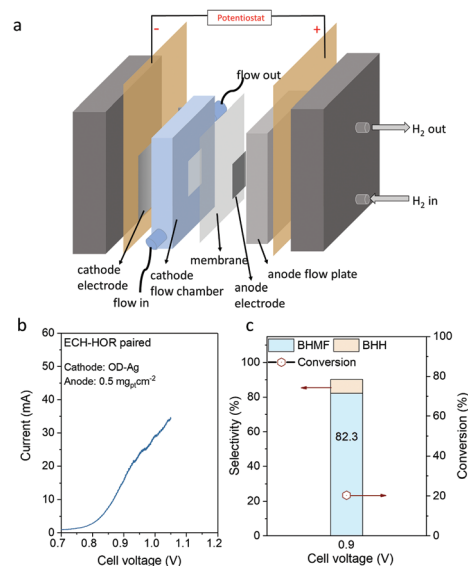 a
Potentiostat
-
+
flow out
H2 out
H2 in
cathode
electrode
flow in
cathode
flow chamber
membrane
anode
electrode
anode flow plate
b
ECH-HOR paired
Cathode: OD-Ag
Anode: 0.5 mgptcm-2
60
50
40
30
20
10
0
Current (mA)
0.7 0.8 0.9 1.0 1.1 1.2
Cell voltage (V)
c
BHMF BHH
Conversion
100
80
60
40
20
0
Selectivity (%)
82.3
100
80
60
40
20
0
Conversion (%)
0.9
Cell voltage (V)